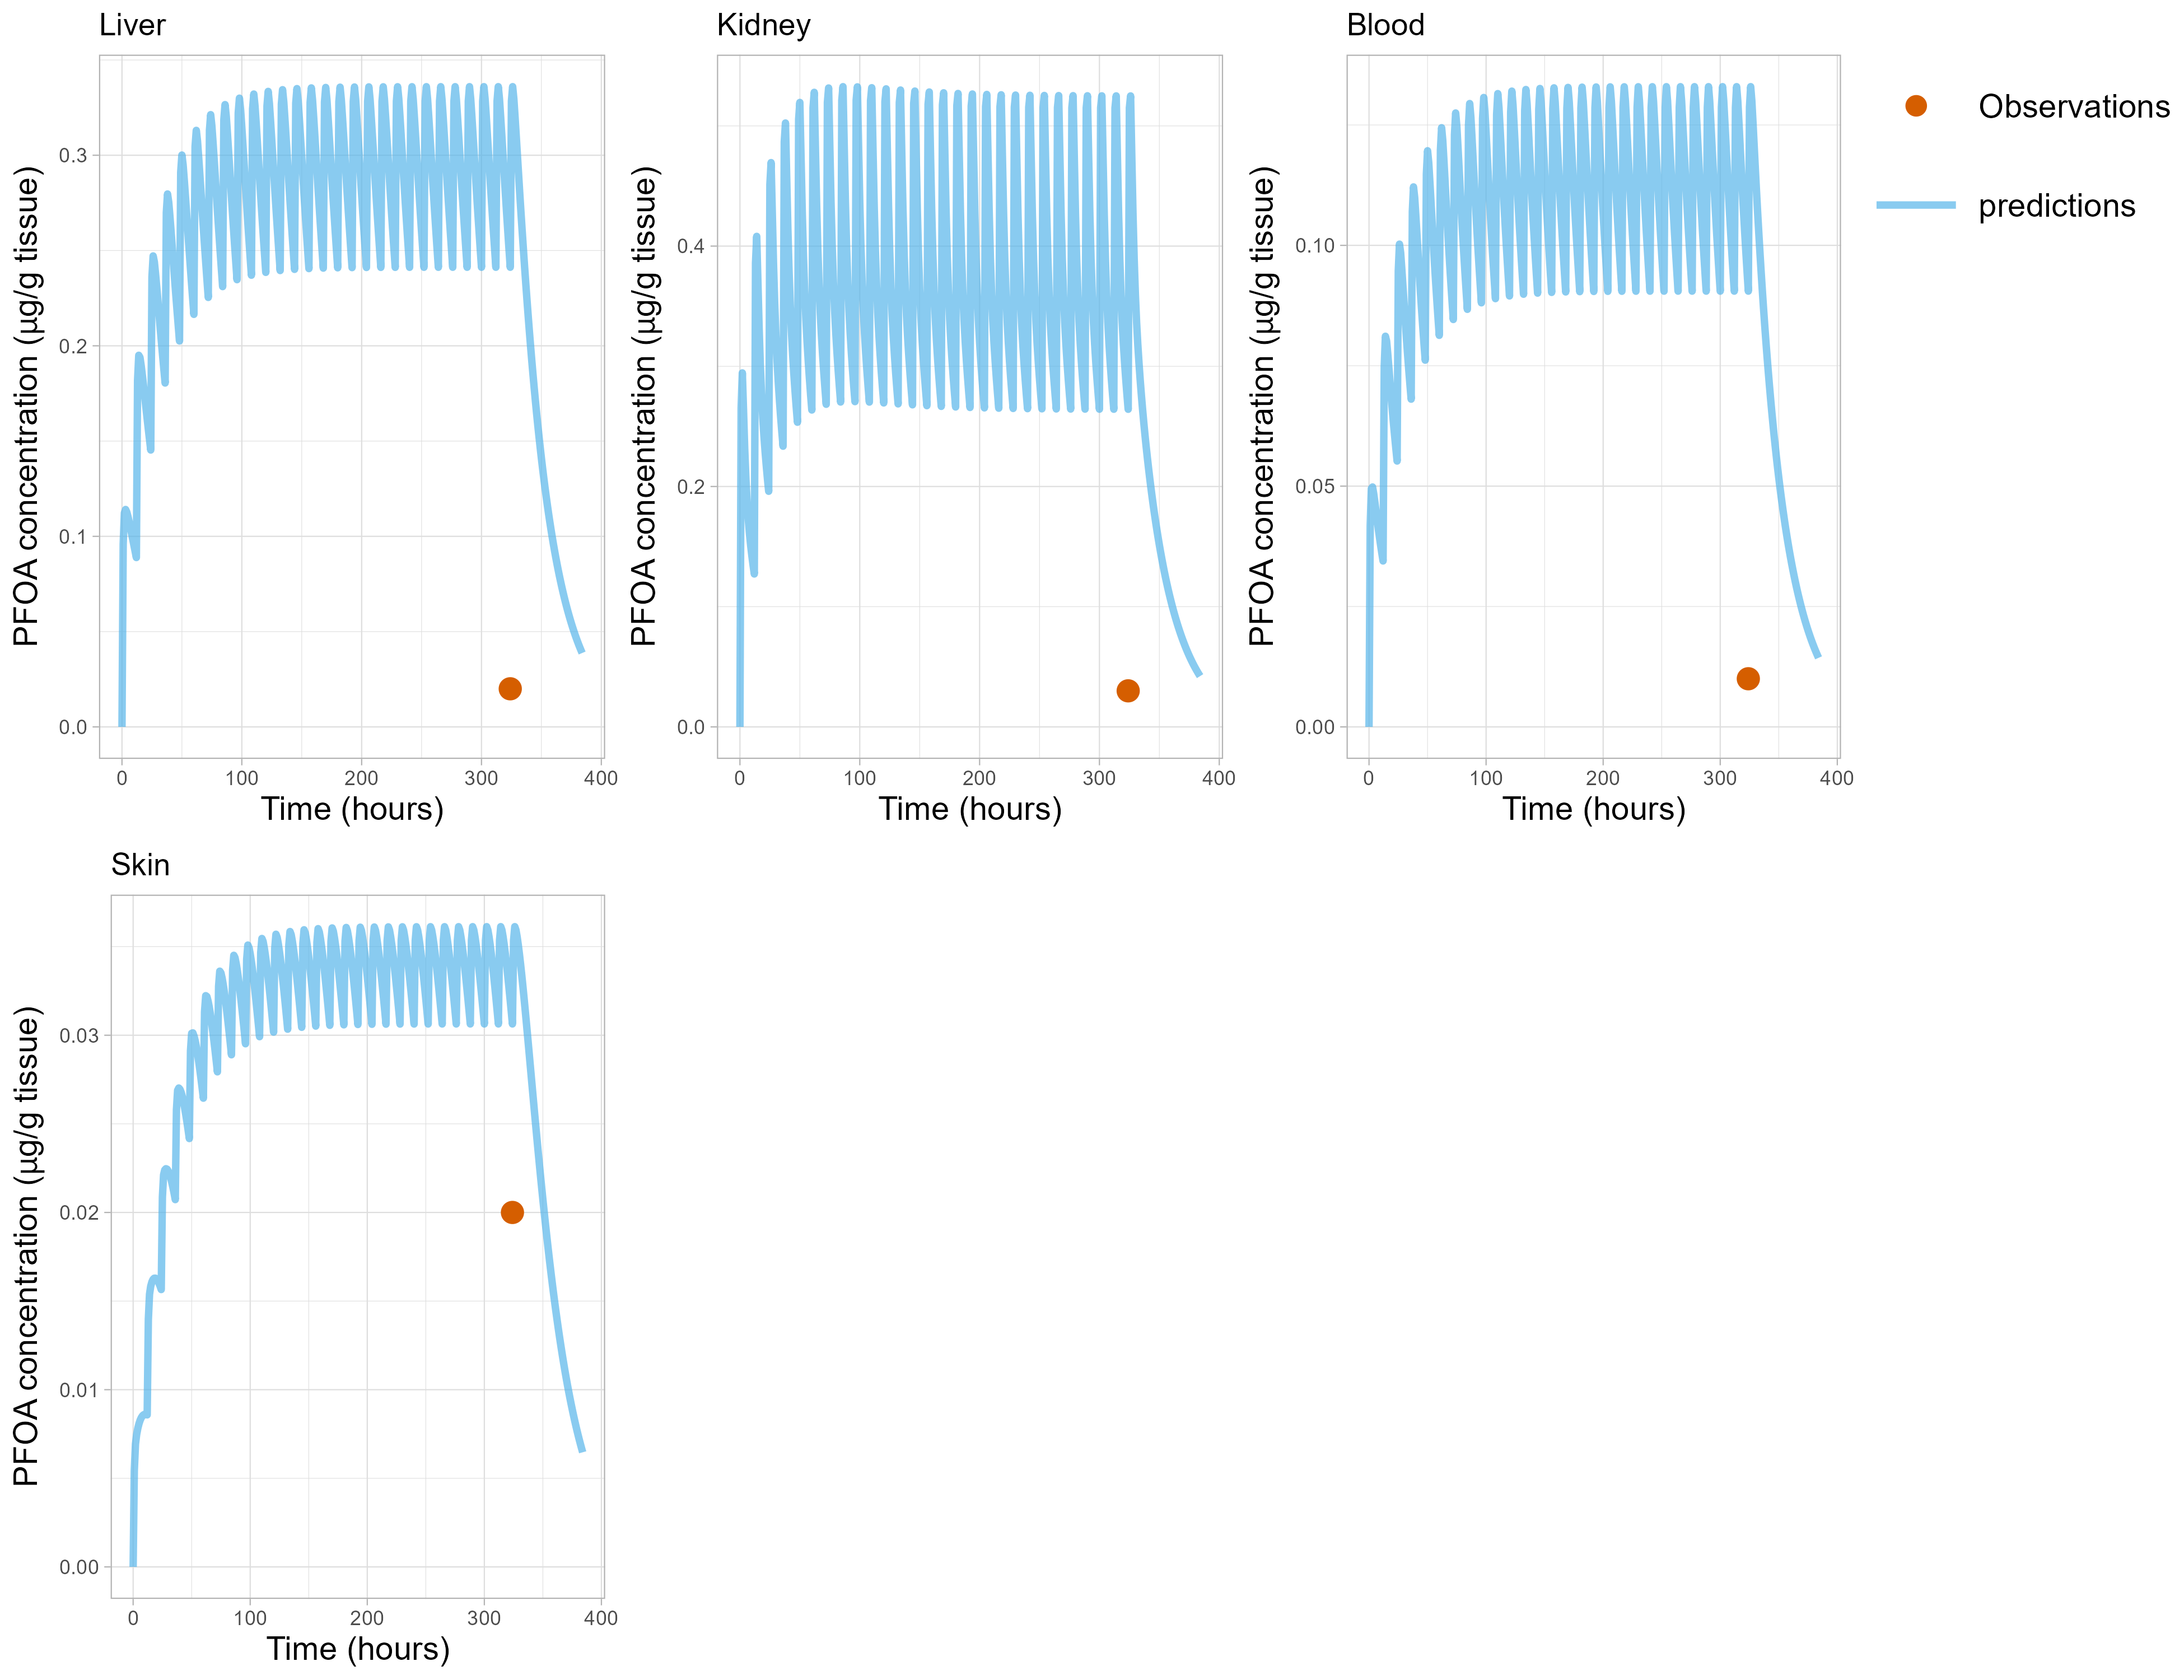 Liver
PFOA concentration (µg/g tissue)
0.3
0.2
0.1
0.0
0 100 200 300 400
Time (hours)
Kidney
PFOA concentration (µg/g tissue)
0.4
0.2
0.0
0 100 200 300 400
Time (hours)
Blood
PFOA concentration (µg/g tissue)
0.10
0.05
0.00
0 100 200 300 400
Time (hours)
Observations
predictions
Skin
PFOA concentration (µg/g tissue)
0.03
0.02
0.01
0.00
0 100 200 300 400
Time (hours)